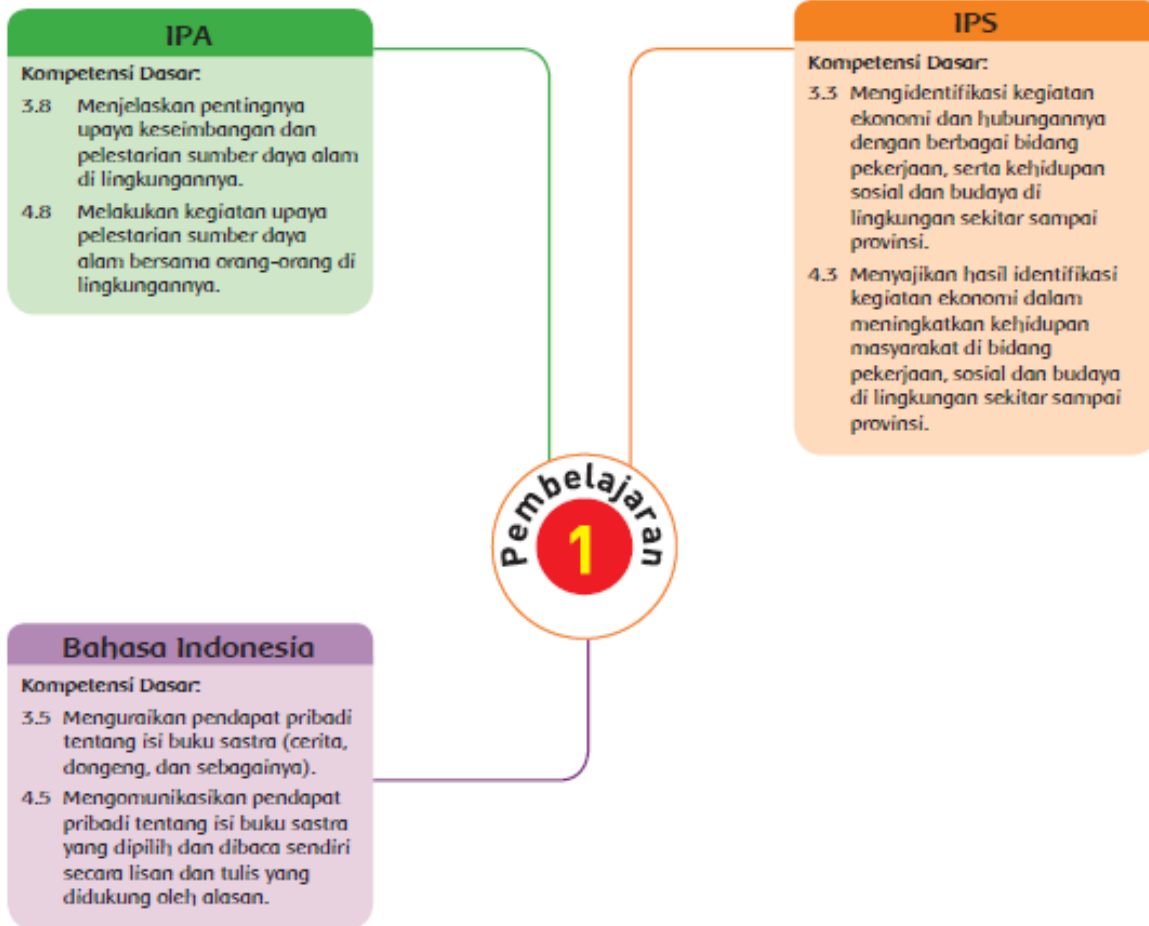 IPA
Kompetensi Dasar:
3.8 Menjelaskan pentingnya
upaya keseimbangan dan
pelestarian sumber daya alam
di lingkungannya.
4.8 Melakukan kegiatan upaya
pelestarian sumber daya
alam bersama orang-orang di
lingkungannya.
IPS
Kompetensi Dasar:
3.3 Mengidentifikasi kegiatan
ekonomi dan hubungannya
dengan berbagai bidang
pekerjaan, serta kehidupan
sosial dan budaya di
lingkungan sekitar sampai
provinsi.
4.3 Menyajikan hasil identifikasi
kegiatan ekonomi dalam
meningkatkan kehidupan
masyarakat di bidang
pekerjaan, sosial dan budaya
di lingkungan sekitar sampai
provinsi.
Pembelajaran
1
Bahasa Indonesia
Kompetensi Dasar:
3.5 Menguraikan pendapat pribadi
tentang isi buku sastra (cerita,
dongeng, dan sebagainya).
4.5 Mengomunikasikan pendapat
pribadi tentang isi buku sastra
yang dipilih dan dibaca sendiri
secara lisan dan tulis yang
didukung oleh alasan.